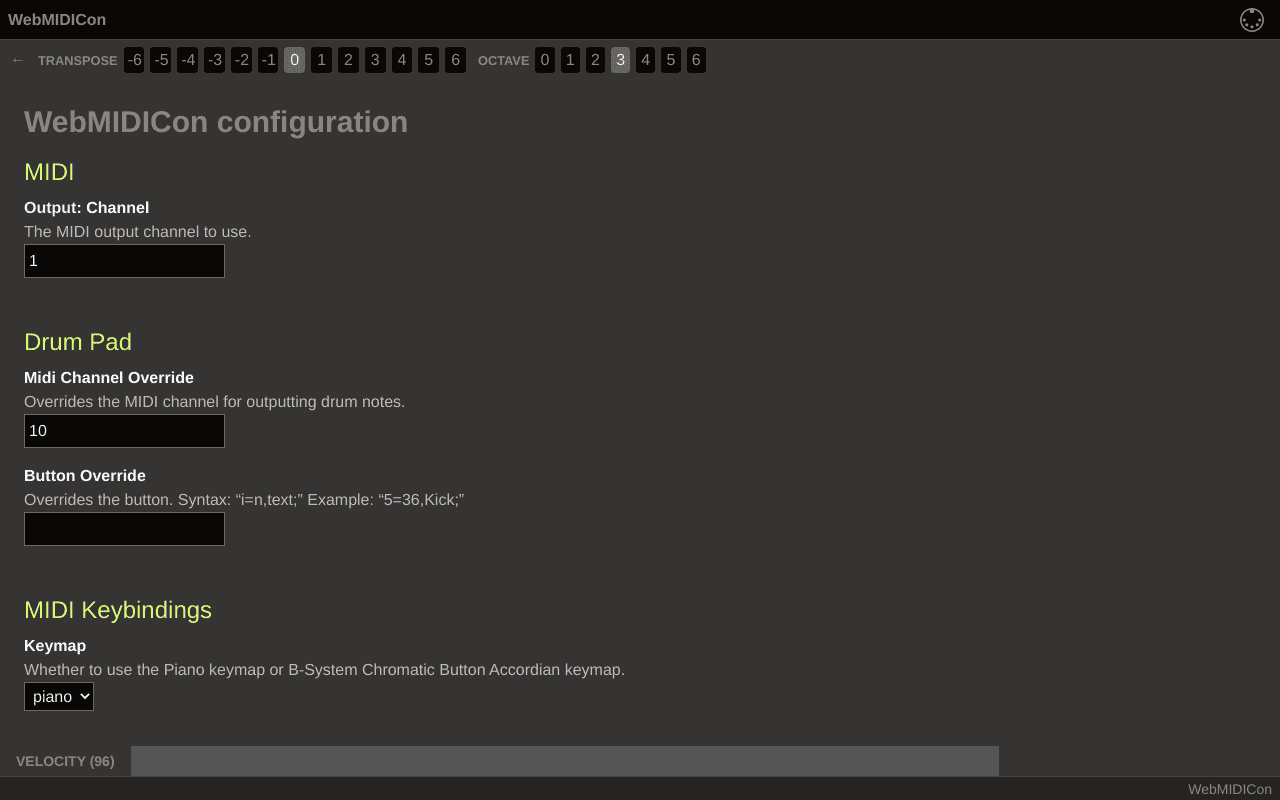 WebMIDICon
← TRANSPOSE -6 -5 -4 -3 -2 -1 0 1 2 3 4 5 6 OCTAVE 0 1 2 3 4 5 6
WebMIDICon configuration
MIDI
Output: Channel
The MIDI output channel to use.
1
Drum Pad
Midi Channel Override
Overrides the MIDI channel for outputting drum notes.
10
Button Override
Overrides the button. Syntax: “i=n,text;” Example: “5=36,Kick;”
MIDI Keybindings
Keymap
Whether to use the Piano keymap or B-System Chromatic Button Accordian keymap.
piano
VELOCITY (96)
WebMIDICon